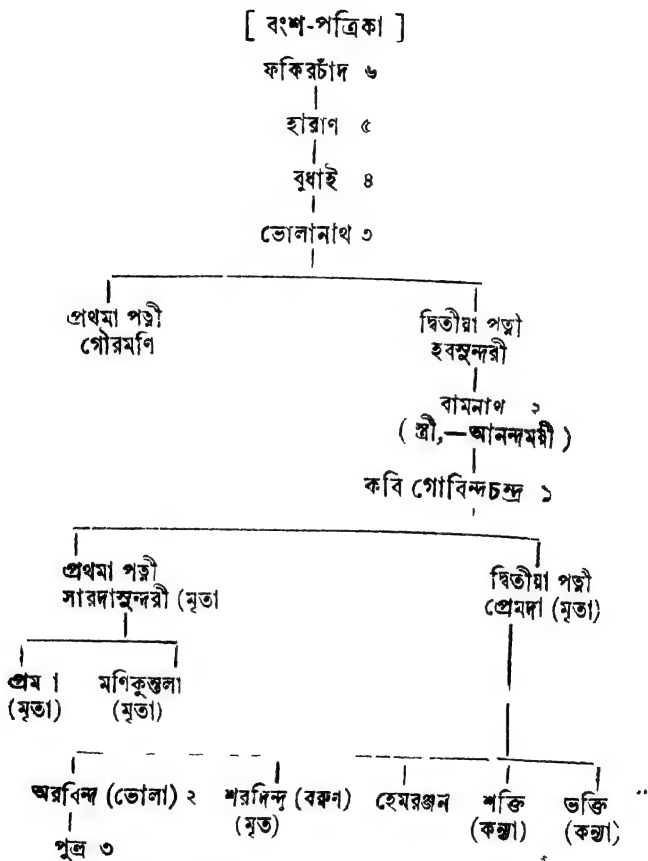 [ বংশ-পত্রিকা ]
ফকিরচাঁদ ৬
হারাণ ৫
বুধাই ৪
ভোলানাথ ৩
প্রথমা পত্নী
গৌরমণি
দ্বিতীয়া পত্নী
হবসুন্দরী
বামনাথ ২
( স্ত্রী,—আনন্দময়ী )
কবি গোবিন্দচন্দ্র ১
প্রথমা পত্নী
সারদাসুন্দরী (মৃতা
দ্বিতীয়া পত্নী
প্রেমদা (মৃতা)
প্রম ।
(মৃতা)
মণিকুন্তলা
(মৃতা)
অরবিন্দ (ভোলা) ২
পুত্র ৩
শরদিন্দু (বরুণ)
(মৃত)
হেমরঞ্জন
শক্তি
(কন্যা)
ভক্তি
(কন্যা)